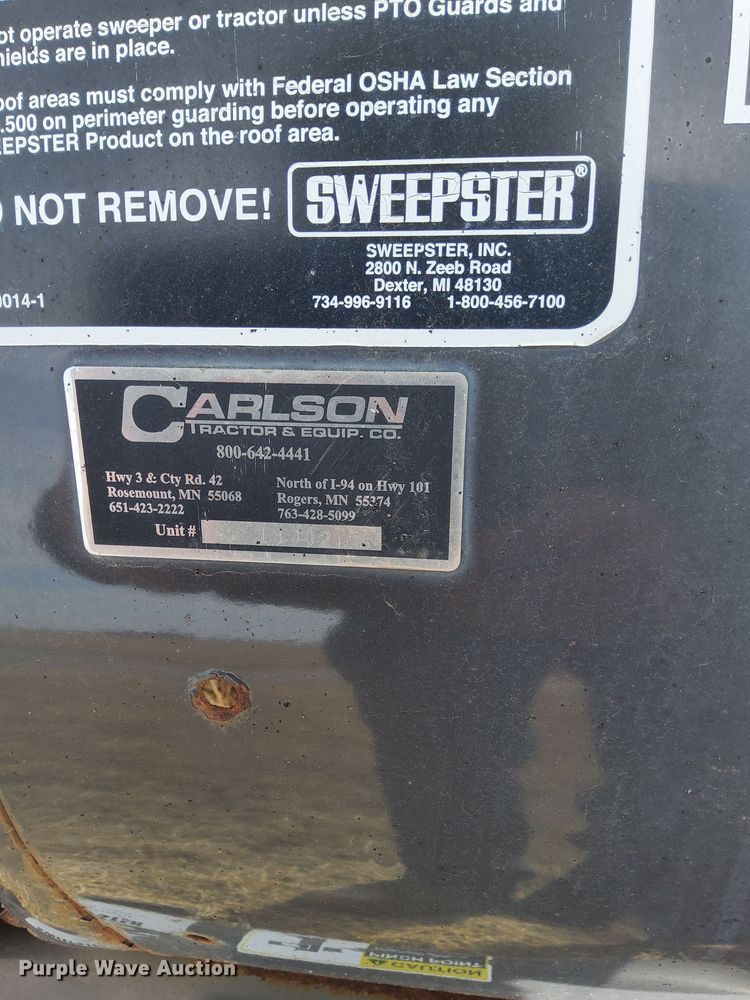 ot operate sweeper or tractor unless PTO Guards and
hields are in place.
oof areas must comply with Federal OSHA Law Section
.500 on perimeter guarding before operating any
EEPSTER Product on the roof area.
NOT REMOVE!
SWEEPSTER®
SWEEPSTER, INC.
2800 N. Zeeb Road
Dexter, MI 48130
734-996-9116 1-800-456-7100
0014-1
CARLSON
TRACTOR & EQUIP. CO.
800-642-4441
Hwy 3 & Cty Rd. 42
Rosemount, MN 55068
651-423-2222
North of I-94 on Hwy 101
Rogers, MN 55374
763-428-5099
Unit #
CAUTION
PINCH POINT
Purple Wave Auction